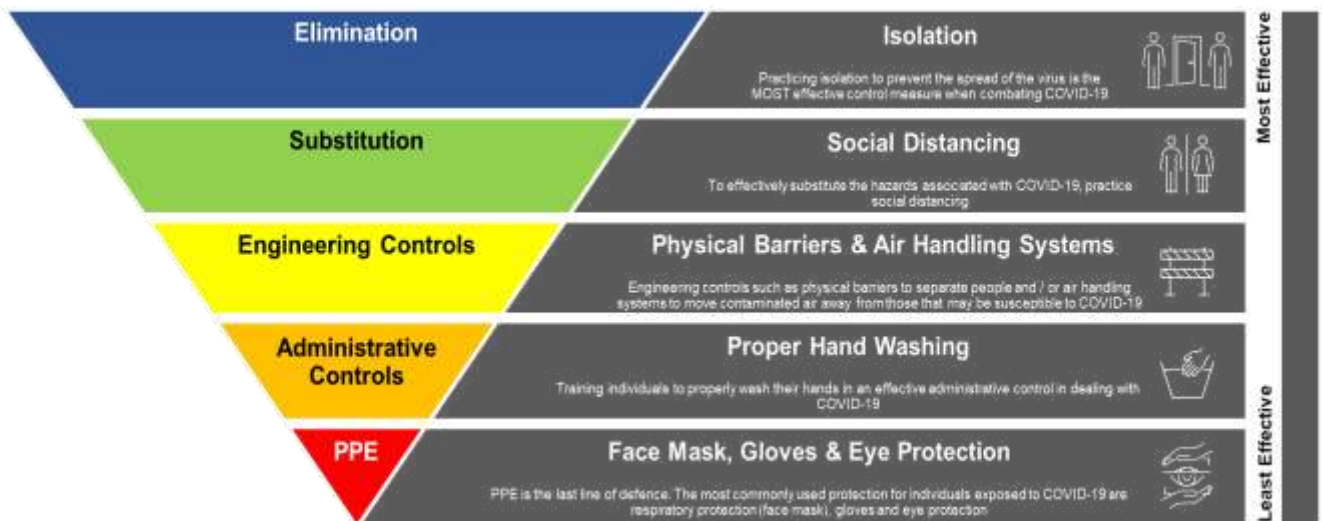 Elimination
Isolation
Practicing isolation to prevent the spread of the virus is the
MOST effective control measure when combating COVID-19
Most Effective
Substitution
Social Distancing
To effectively substitute the hazards associated with COVID-19, practice
social distancing
Engineering Controls
Physical Barriers & Air Handling Systems
Engineering controls such as physical barriers to separate people and / or air handling
systems to move contaminated air away from those that may be susceptible to COVID-19
Administrative
Controls
Proper Hand Washing
Training individuals to properly wash their hands in an effective administrative control in dealing with
COVID-19
PPE
Face Mask, Gloves & Eye Protection
PPE is the last line of defence. The most commonly used protection for individuals exposed to COVID-19 are
respiratory protection (face mask), gloves and eye protection
Least Effective